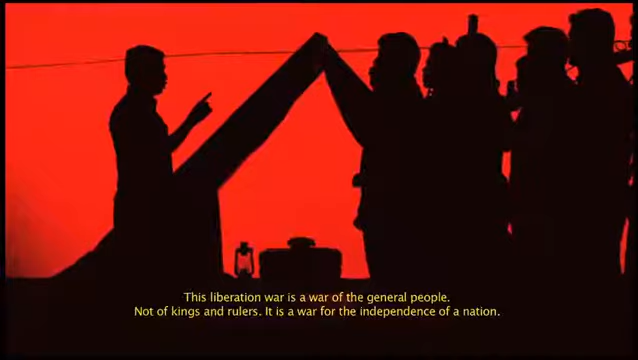 This liberation war is a war of the general people.
Not of kings and rulers. It is a war for the independence of a nation.